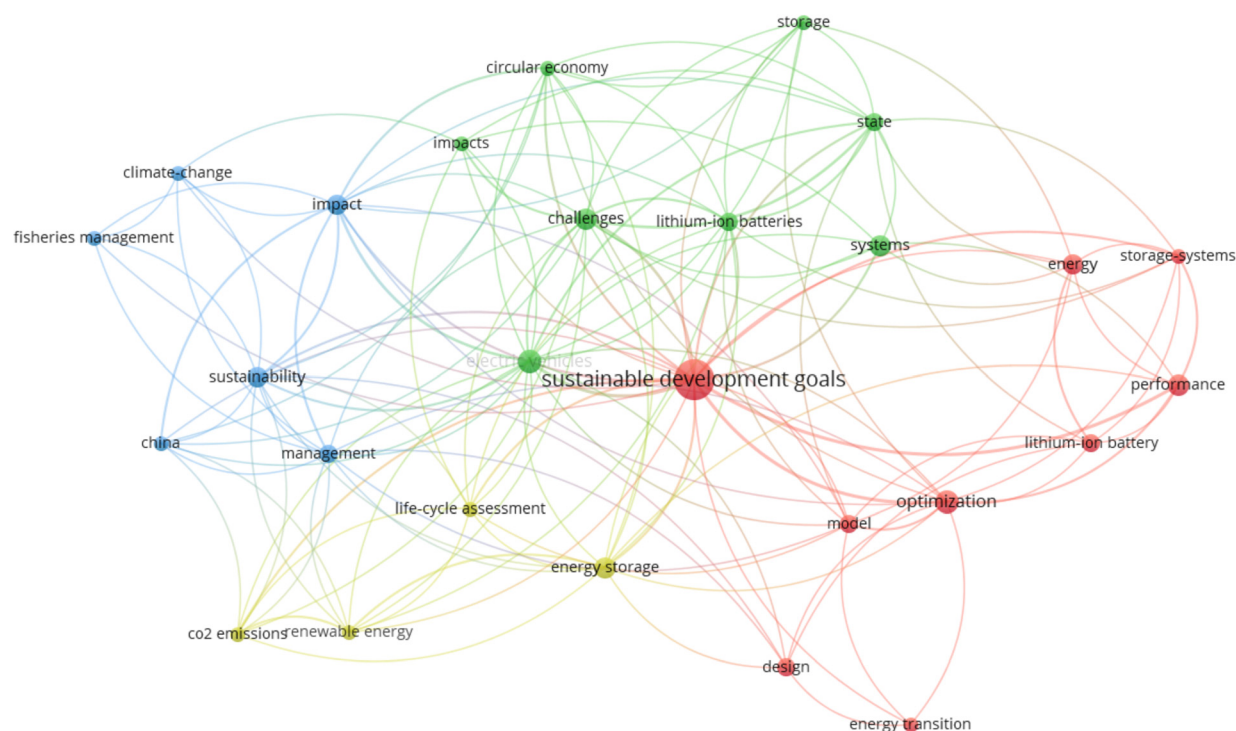 storage
circular economy
state
impacts
climate-change
impact
challenges
lithium-ion batteries
fisheries management
systems
energy
storage-systems
electric vehicles
sustainable development goals
sustainability
performance
china
management
lithium-ion battery
life-cycle assessment
optimization
model
energy storage
co2 emissions
renewable energy
design
energy transition